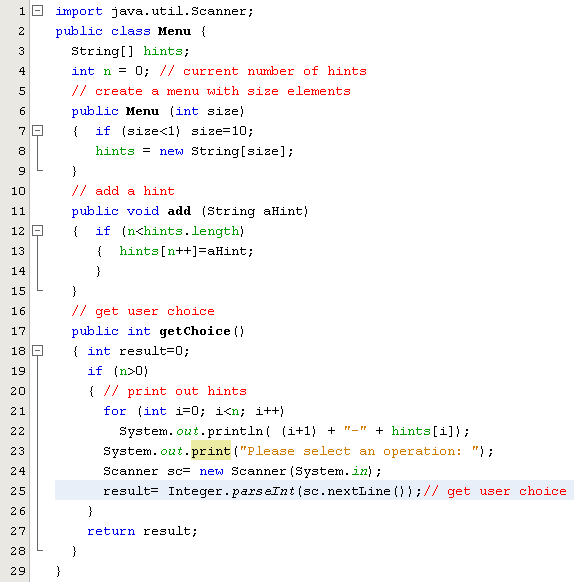 1 import java.util.Scanner;
2 public class Menu {
3 String[] hints;
4 int n = 0; // current number of hints
5 // create a menu with size elements
6 public Menu (int size)
7 { if (size<1) size=10;
8 hints = new String[size];
9 }
10 // add a hint
11 public void add (String aHint)
12 { if (n<hints.length)
13 { hints[n++]=aHint;
14 }
15 }
16 // get user choice
17 public int getChoice()
18 { int result=0;
19 if (n>0)
20 { // print out hints
21 for (int i=0; i<n; i++)
22 System.out.println( (i+1) + "-" + hints[i]);
23 System.out.print("Please select an operation: ");
24 Scanner sc= new Scanner(System.in);
25 result= Integer.parseInt(sc.nextLine());// get user choice
26 }
27 return result;
28 }
29 }